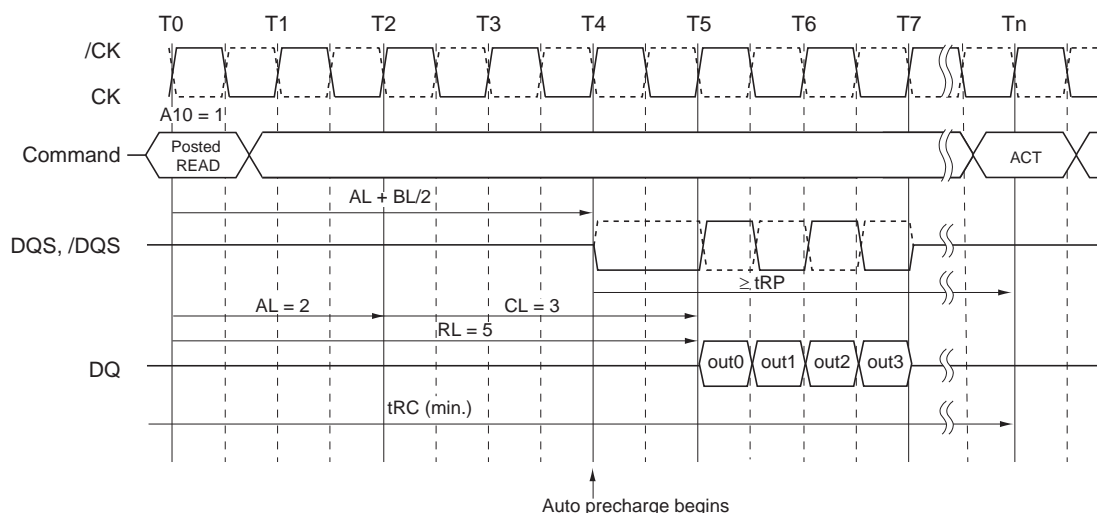 T0 T1 T2 T3 T4 T5 T6 T7 Tn
/CK
CK
A10 = 1
Command
Posted
READ
ACT
AL + BL/2
DQS, /DQS
≥ tRP
AL = 2
CL = 3
RL = 5
DQ
out0 out1 out2 out3
tRC (min.)
Auto precharge begins